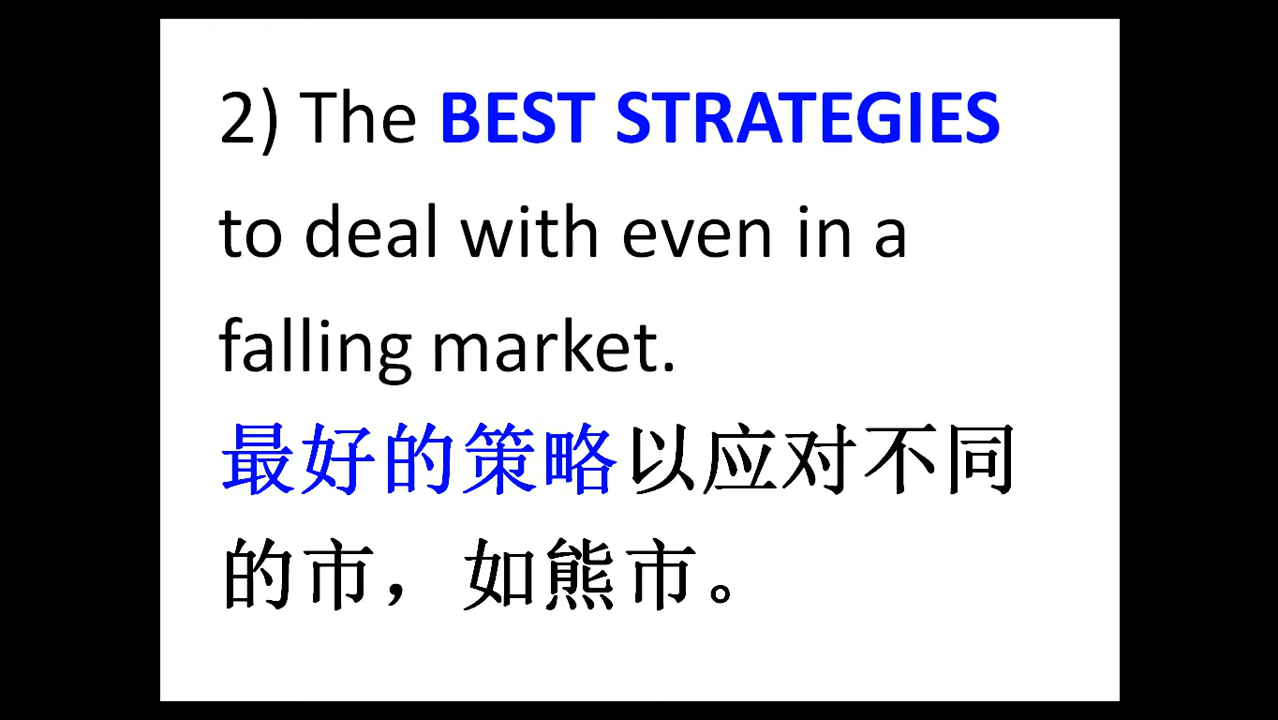 2) The BEST STRATEGIES
to deal with even in a
falling market.
最好的策略以应对不同
的市，如熊市。